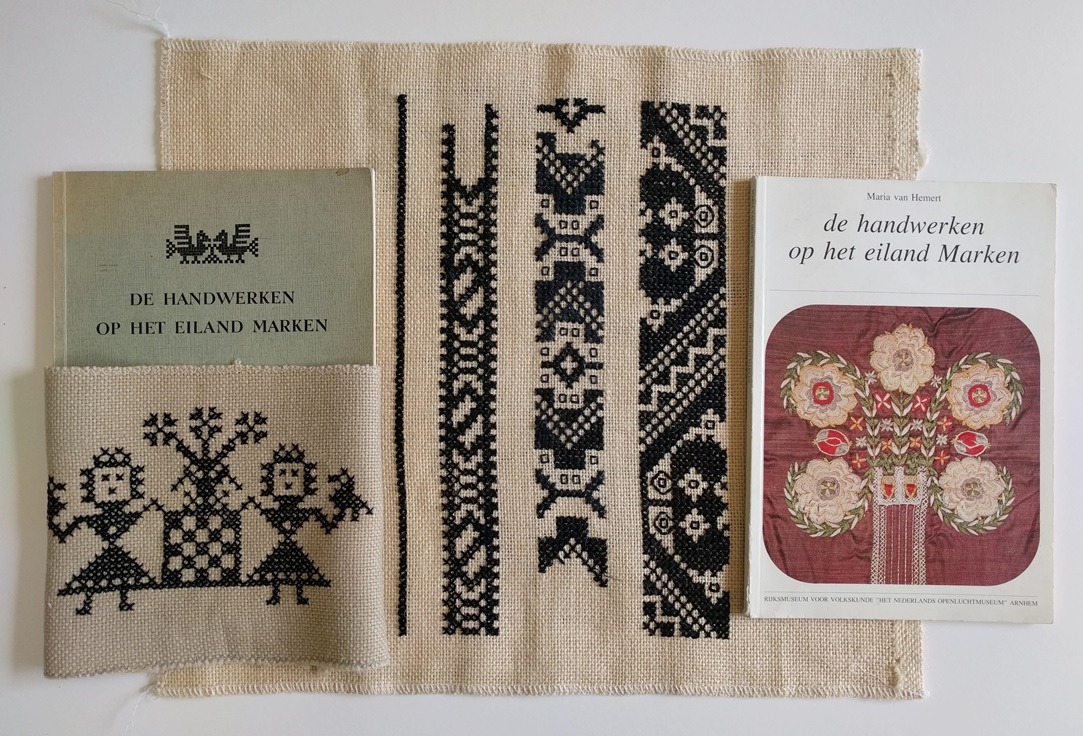 DE HANDWERKEN
OP HET EILAND MARKEN
Maria van Hemert
de handwerken
op het eiland Marken
RIJKSMUSEUM VOOR VOLKSKUNDE "HET NEDERLANDS OPENLUCHTMUSEUM" ARNHEM